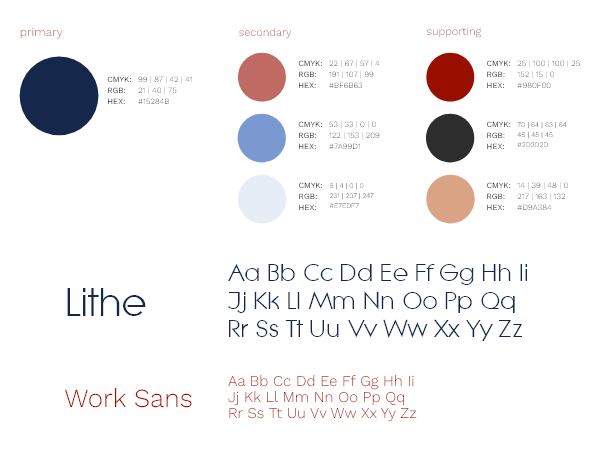 primary
CMYK: 99 | 87 | 42 | 41
RGB: 21 | 40 | 75
HEX: #15284B
secondary
CMYK: 22 | 67 | 57 | 4
RGB: 191 | 107 | 99
HEX: #BF6B63
CMYK: 53 | 33 | 0 | 0
RGB: 122 | 153 | 209
HEX: #7A99D1
CMYK: 8 | 4 | 0 | 0
RGB: 231 | 237 | 247
HEX: #E7EDF7
supporting
CMYK: 25 | 100 | 100 | 25
RGB: 152 | 15 | 0
HEX: #980F00
CMYK: 70 | 64 | 63 | 64
RGB: 45 | 45 | 45
HEX: #2D2D2D
CMYK: 14 | 39 | 48 | 0
RGB: 217 | 163 | 132
HEX: #D9A384
Lithe
Aa Bb Cc Dd Ee Ff Gg Hh Ii
Jj Kk Ll Mm Nn Oo Pp Qq
Rr Ss Tt Uu Vv Ww Xx Yy Zz
Work Sans
Aa Bb Cc Dd Ee Ff Gg Hh Ii
Jj Kk Ll Mm Nn Oo Pp Qq
Rr Ss Tt Uu Vv Ww Xx Yy Zz